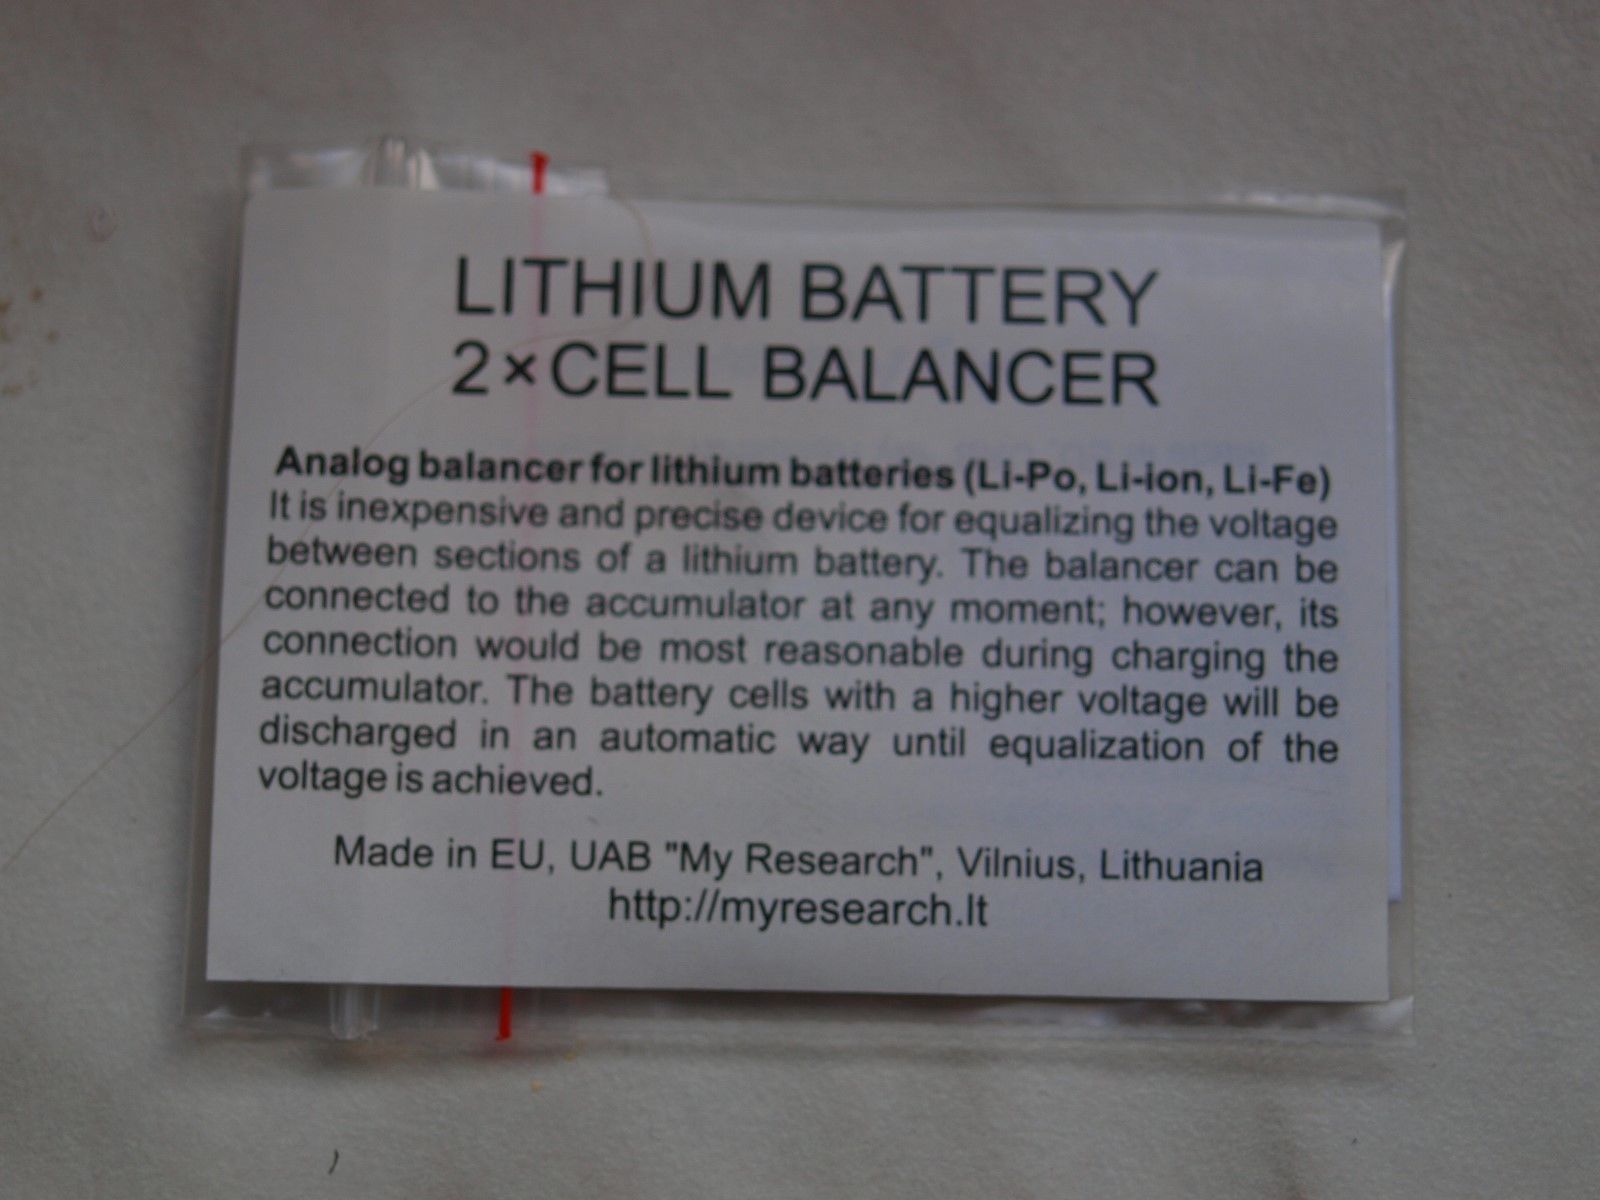 LITHIUM BATTERY
2×CELL BALANCER
Analog balancer for lithium batteries (Li-Po, Li-ion, Li-Fe)
It is inexpensive and precise device for equalizing the voltage
between sections of a lithium battery. The balancer can be
connected to the accumulator at any moment; however, its
connection would be most reasonable during charging the
accumulator. The battery cells with a higher voltage will be
discharged in an automatic way until equalization of the
voltage is achieved.
Made in EU, UAB "My Research", Vilnius, Lithuania
http://myresearch.lt